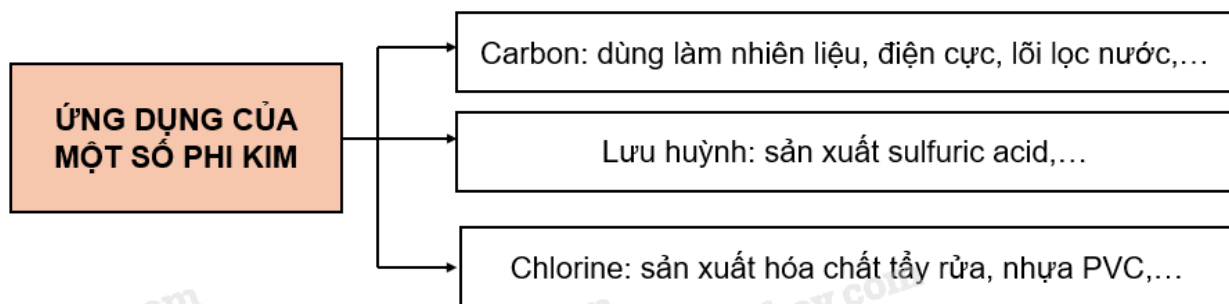 ỨNG DỤNG CỦA
MỘT SỐ PHI KIM
Carbon: dùng làm nhiên liệu, điện cực, lõi lọc nước,…
Lưu huỳnh: sản xuất sulfuric acid,…
Chlorine: sản xuất hóa chất tẩy rửa, nhựa PVC,…